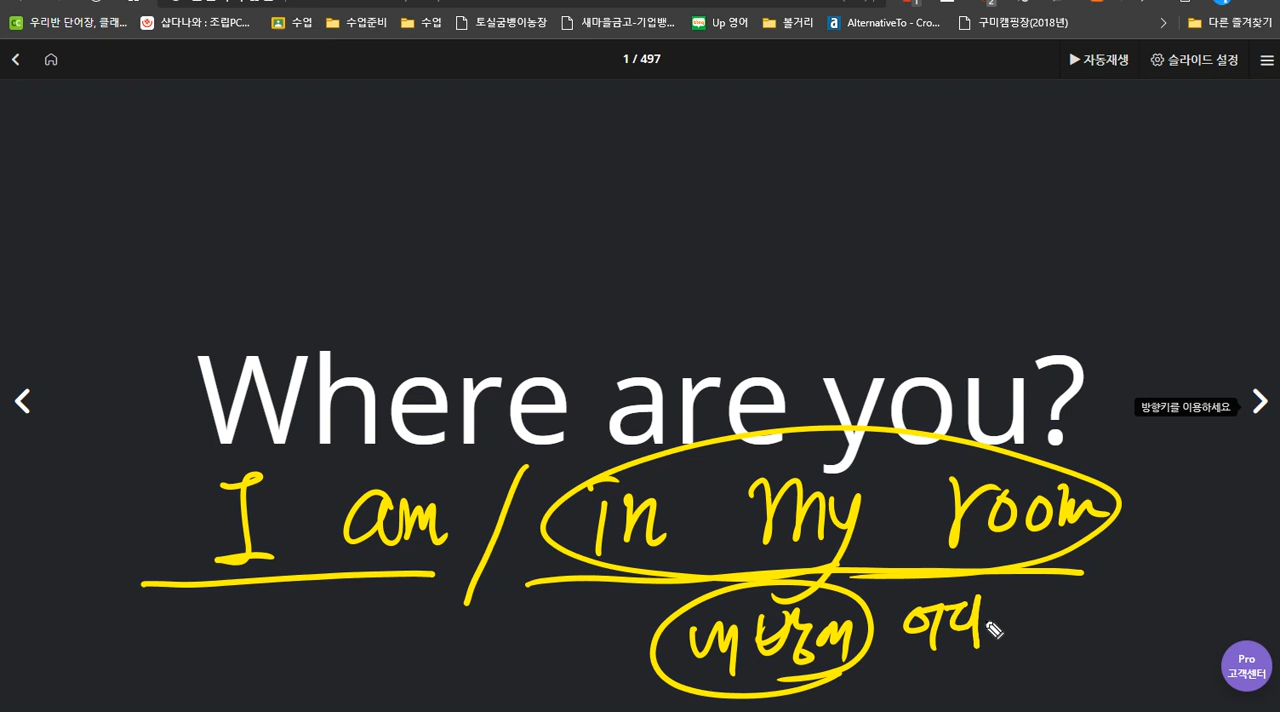 우리반 단어장, 클래... 샵다나와 : 조립PC... 수업 수업준비 수업 토실굼뱅이농장 새마을금고-기업뱅... Up 영어 볼거리 AlternativeTo - Cro... 구미캠핑장(2018년) 다른 즐겨찾기
1 / 497 ▶ 자동재생 슬라이드 설정
Where are you?
방향키를 이용하세요
I am / in my room
내 방에 어디
Pro
고객센터